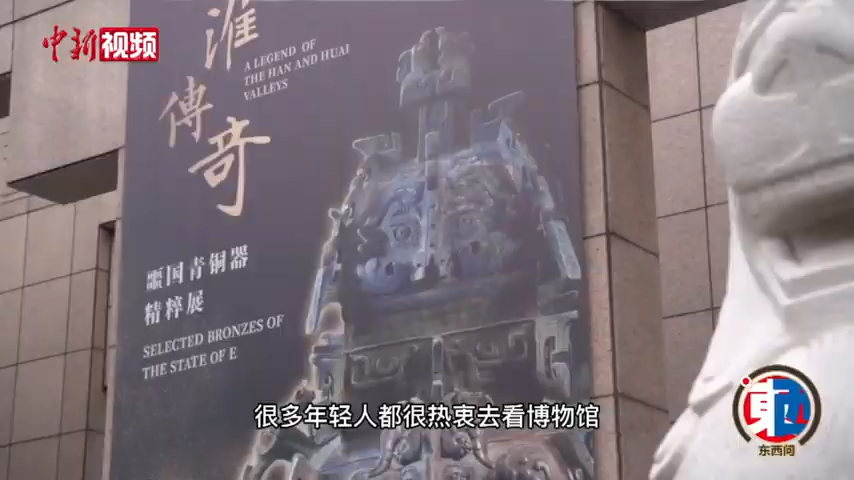 中新视频
淮
傳
奇
A LEGEND OF
THE HAN AND HUAI
VALLEYS
噩国青铜器
精粹展
SELECTED BRONZES OF
THE STATE OF E
很多年轻人都很热衷去看博物馆
东西问